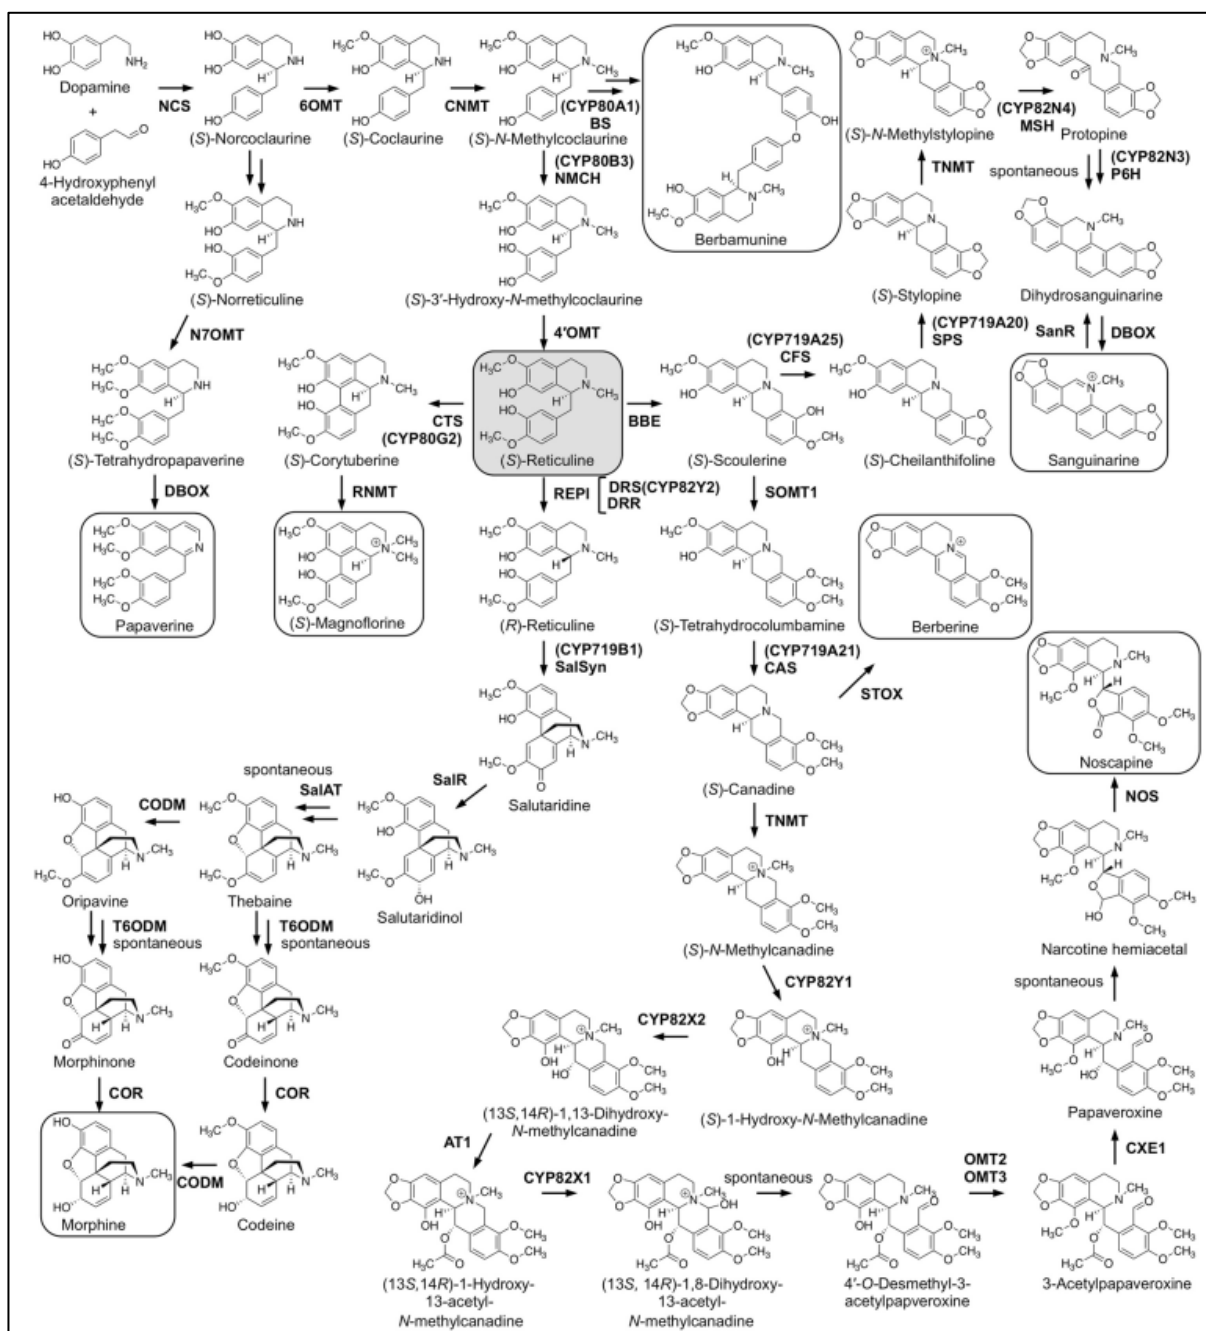 Dopamine
+
4-Hydroxyphenyl
acetaldehyde
NCS
(S)-Norcoclaurine
6OMT
(S)-Coclaurine
CNMT
(S)-N-Methylcoclaurine
(CYP80A1)
BS
Berbamunine
(CYP80B3)
NMCH
(S)-Norreticuline
(S)-3′-Hydroxy-N-methylcoclaurine
N7OMT
4′OMT
(S)-Tetrahydropapaverine
(S)-Corytuberine
CTS
(CYP80G2)
(S)-Reticuline
BBE
(S)-Scoulerine
(CYP719A25)
CFS
(S)-Cheilanthifoline
(CYP719A20)
SPS
(S)-Stylopine
TNMT
(S)-N-Methylstylopine
(CYP82N4)
MSH
Protopine
spontaneous
(CYP82N3)
P6H
Dihydrosanguinarine
SanR
DBOX
Sanguinarine
DBOX
Papaverine
RNMT
(S)-Magnoflorine
REPI
DRS(CYP82Y2)
DRR
(R)-Reticuline
SOMT1
(S)-Tetrahydrocolumbamine
Berberine
(CYP719B1)
SalSyn
Salutaridine
(CYP719A21)
CAS
STOX
(S)-Canadine
SalR
Salutaridinol
spontaneous
SalAT
Thebaine
CODM
Oripavine
T6ODM
spontaneous
T6ODM
spontaneous
Morphinone
Codeinone
COR
COR
Morphine
CODM
Codeine
TNMT
(S)-N-Methylcanadine
CYP82Y1
(S)-1-Hydroxy-N-Methylcanadine
CYP82X2
(13S,14R)-1,13-Dihydroxy-
N-methylcanadine
AT1
(13S,14R)-1-Hydroxy-
13-acetyl-
N-methylcanadine
CYP82X1
(13S, 14R)-1,8-Dihydroxy-
13-acetyl-
N-methylcanadine
spontaneous
4′-O-Desmethyl-3-
acetylpapveroxine
OMT2
OMT3
3-Acetylpapaveroxine
CXE1
Papaveroxine
spontaneous
Narcotine hemiacetal
NOS
Noscapine